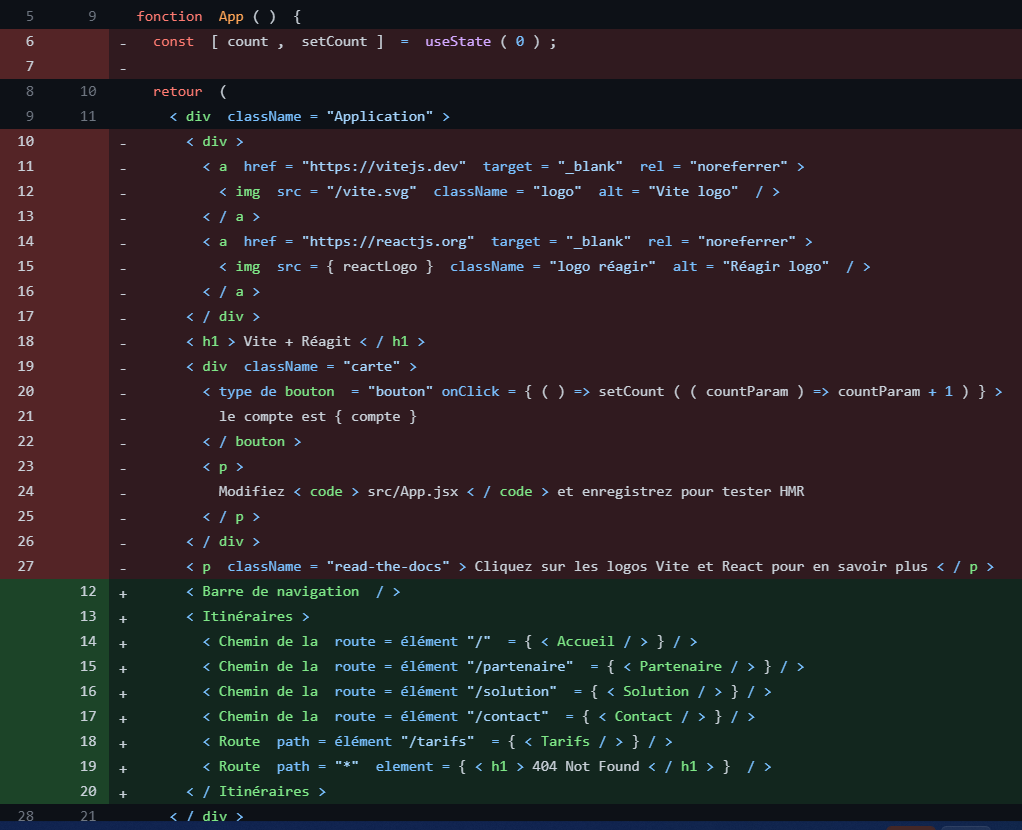 5 9 fonction App ( ) {
6 - const [ count , setCount ] = useState ( 0 ) ;
7 -
8 10 retour (
9 11 < div className = "Application" >
10 - < div >
11 - < a href = "https://vitejs.dev" target = "_blank" rel = "noreferrer" >
12 - < img src = "/vite.svg" className = "logo" alt = "Vite logo" / >
13 - < / a >
14 - < a href = "https://reactjs.org" target = "_blank" rel = "noreferrer" >
15 - < img src = { reactLogo } className = "logo réagir" alt = "Réagir logo" / >
16 - < / a >
17 - < / div >
18 - < h1 > Vite + Réagit < / h1 >
19 - < div className = "carte" >
20 - < type de bouton = "bouton" onClick = { ( ) => setCount ( ( countParam ) => countParam + 1 ) } >
21 - le compte est { compte }
22 - < / bouton >
23 - < p >
24 - Modifiez < code > src/App.jsx < / code > et enregistrez pour tester HMR
25 - < / p >
26 - < / div >
27 - < p className = "read-the-docs" > Cliquez sur les logos Vite et React pour en savoir plus < / p >
12 + < Barre de navigation / >
13 + < Itinéraires >
14 + < Chemin de la route = élément "/" = { < Accueil / > } / >
15 + < Chemin de la route = élément "/partenaire" = { < Partenaire / > } / >
16 + < Chemin de la route = élément "/solution" = { < Solution / > } / >
17 + < Chemin de la route = élément "/contact" = { < Contact / > } / >
18 + < Route path = élément "/tarifs" = { < Tarifs / > } / >
19 + < Route path = "*" element = { < h1 > 404 Not Found < / h1 > } / >
20 + < / Itinéraires >
28 21 < / div >